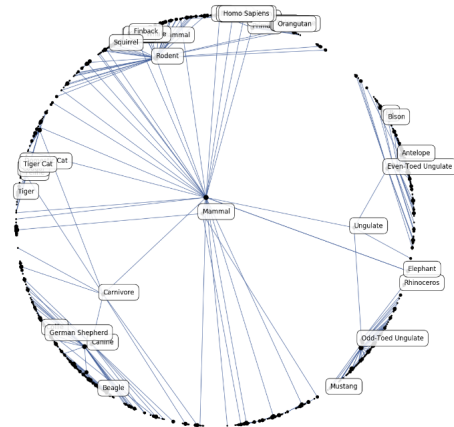 Homo Sapiens
Orangutan
Finback
Squirrel
Rodent
Bison
Antelope
Even-Toed Ungulate
Tiger Cat
Cat
Tiger
Mammal
Ungulate
Elephant
Rhinoceros
Carnivore
German Shepherd
Canine
Odd-Toed Ungulate
Beagle
Mustang